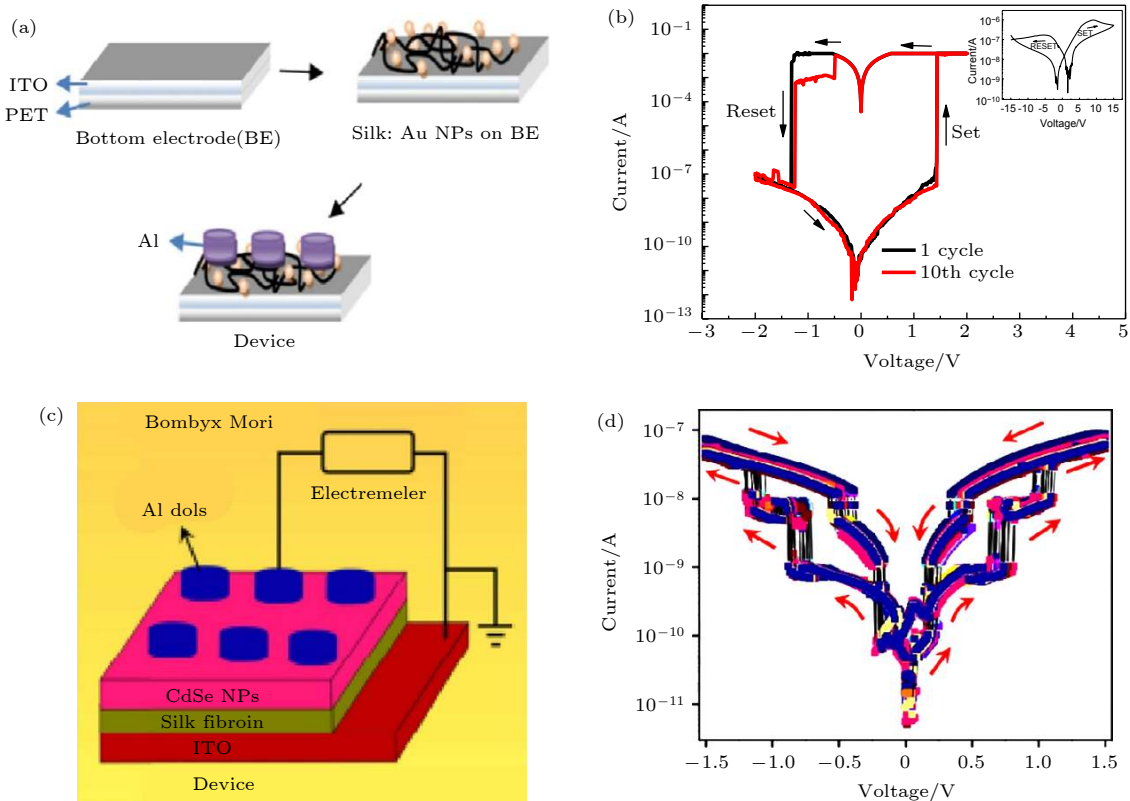 (a)
ITO
PET
Bottom electrode(BE)
Silk: Au NPs on BE
Al
Device
(b)
Current/A
10⁻¹
10⁻⁴
10⁻⁷
10⁻¹⁰
10⁻¹³
Reset
Set
1 cycle
10th cycle
−3 −2 −1 0 1 2 3 4 5
Voltage/V
Current/A
10⁻⁶
10⁻⁷
10⁻⁸
10⁻⁹
10⁻¹⁰
RESET
SET
-15 -10 -5 0 5 10 15
Voltage/V
(c)
Bombyx Mori
Electremeler
Al dols
CdSe NPs
Silk fibroin
ITO
Device
(d)
Current/A
10⁻⁷
10⁻⁸
10⁻⁹
10⁻¹⁰
10⁻¹¹
−1.5 −1.0 −0.5 0 0.5 1.0 1.5
Voltage/V